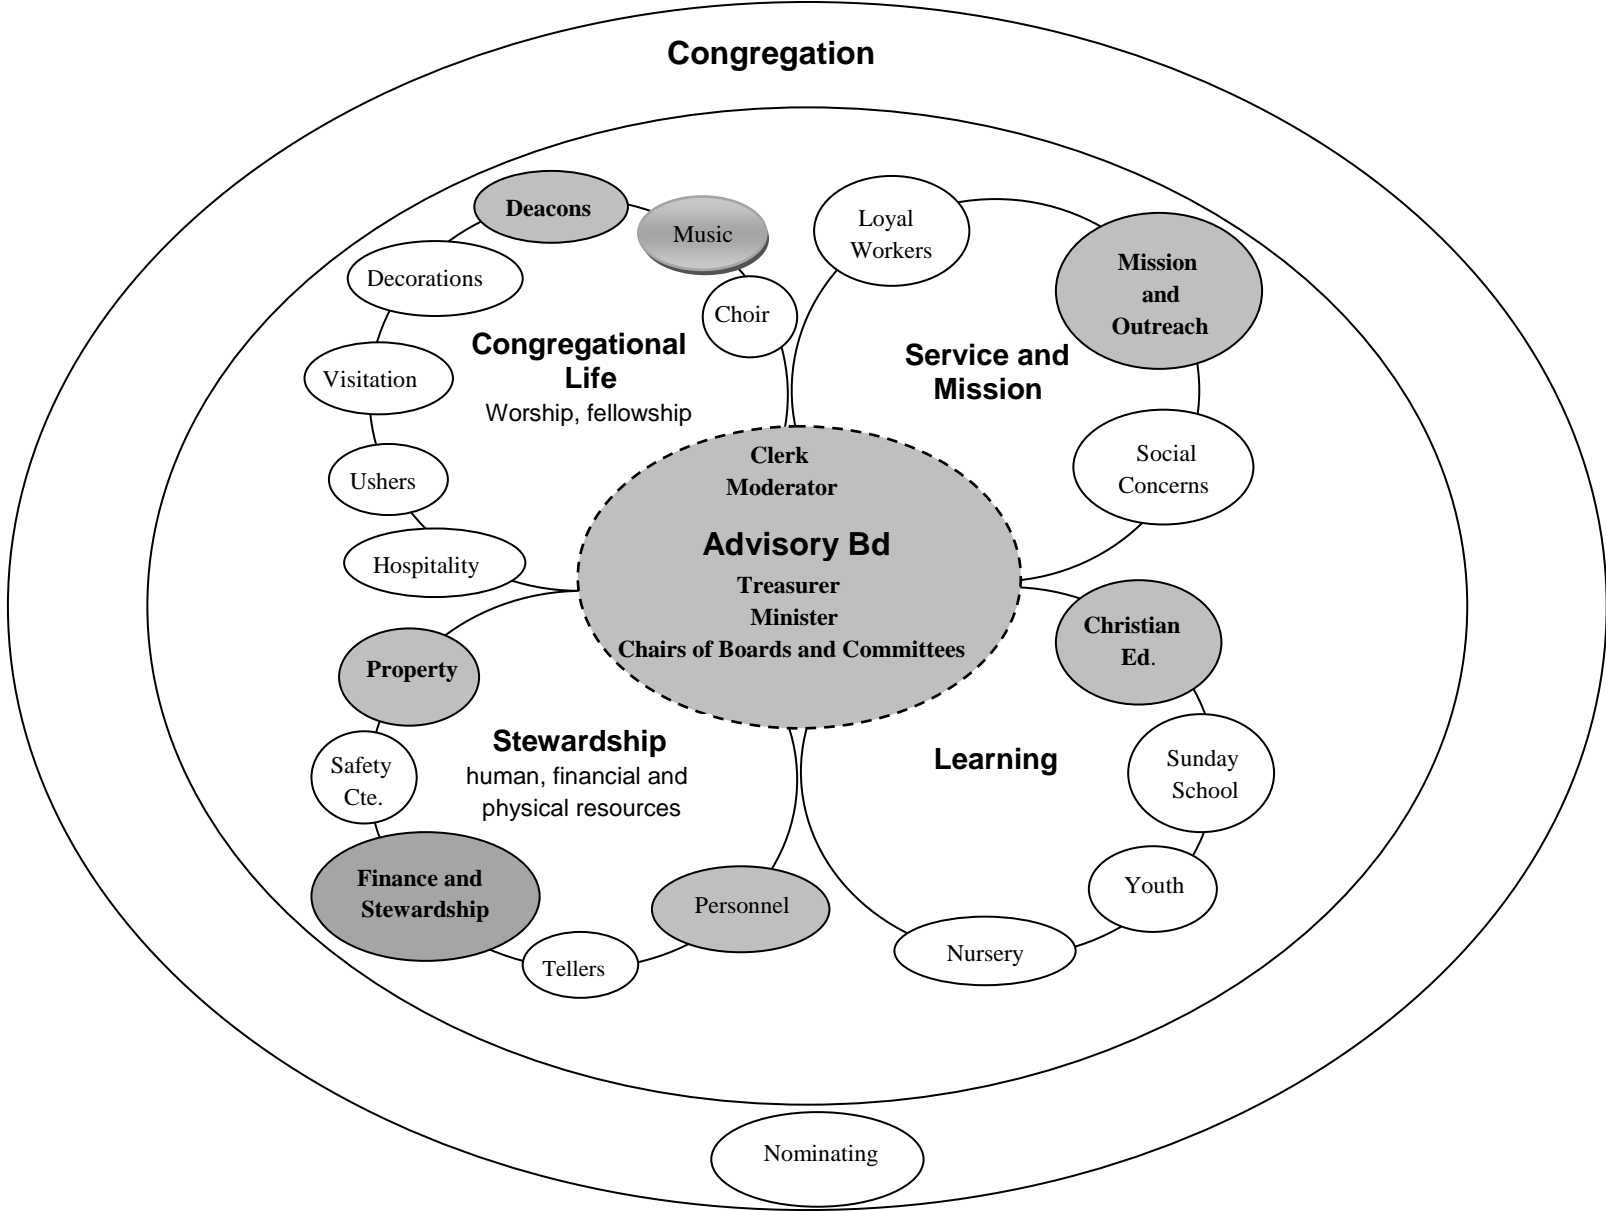 Congregation
Deacons
Music
Decorations
Choir
Visitation
Congregational
Life
Worship, fellowship
Ushers
Hospitality
Loyal
Workers
Mission
and
Outreach
Service and
Mission
Social
Concerns
Clerk
Moderator
Advisory Bd
Treasurer
Minister
Chairs of Boards and Committees
Property
Safety
Cte.
Stewardship
human, financial and
physical resources
Finance and
Stewardship
Tellers
Personnel
Christian
Ed.
Learning
Sunday
School
Youth
Nursery
Nominating